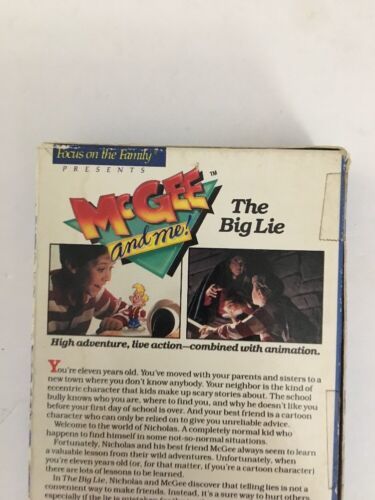 Focus on the Family
PRESENTS
McGEE™
and me!
The
Big Lie
High adventure, live action—combined with animation.
You're eleven years old. You've moved with your parents and sisters to a
new town where you don't know anybody. Your neighbor is the kind of
eccentric character that kids make up scary stories about. The school
bully knows who you are, where to find you, and why he doesn't like you
before your first day of school is over. And your best friend is a cartoon
character who can only be relied on to give you unreliable advice.
Welcome to the world of Nicholas. A completely normal kid who
happens to find himself in some not-so-normal situations.
Fortunately, Nicholas and his best friend McGee always seem to learn
a valuable lesson from their wild adventures. Unfortunately, when
you're eleven years old (or, for that matter, if you're a cartoon character)
there are lots of lessons to be learned.
In The Big Lie, Nicholas and McGee discover that telling lies is not a
convenient way to make friends. Instead, it's a sure way to hurt others
especially if the lie is